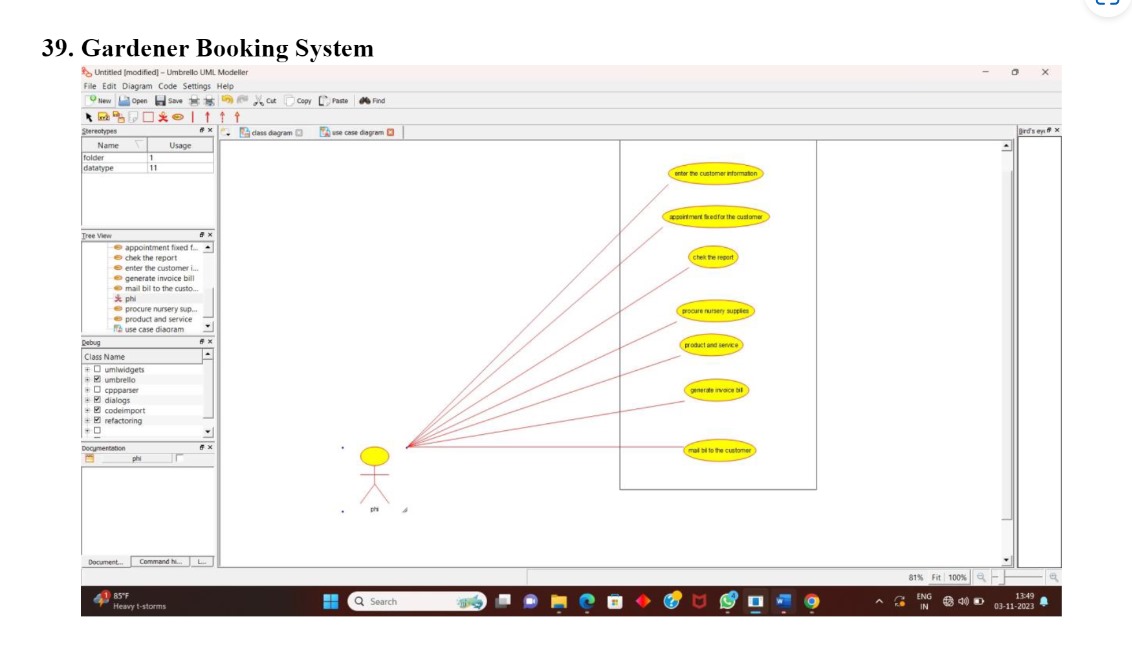 39. Gardener Booking System
Untitled [modified] – Umbrello UML Modeller
File Edit Diagram Code Settings Help
New Open Save Cut Copy Paste Find
Stereotypes
class diagram
use case diagram
Bird's ey
Name Usage
folder 1
datatype 11
Tree View
appointment fixed f...
chek the report
enter the customer i...
generate invoice bill
mail bil to the custo...
phi
procure nursery sup...
product and service
use case diagram
Debug
Class Name
umlwidgets
umbrello
cppparser
dialogs
codeimport
refactoring
Documentation
phi
Document... Command hi... L...
enter the customer information
appointment fixed for the customer
chek the report
procure nursery supplies
product and service
generate invoice bill
mail bil to the customer
phi
81% Fit 100%
1
85°F
Heavy t-storms
Search
ENG
IN
13:49
03-11-2023